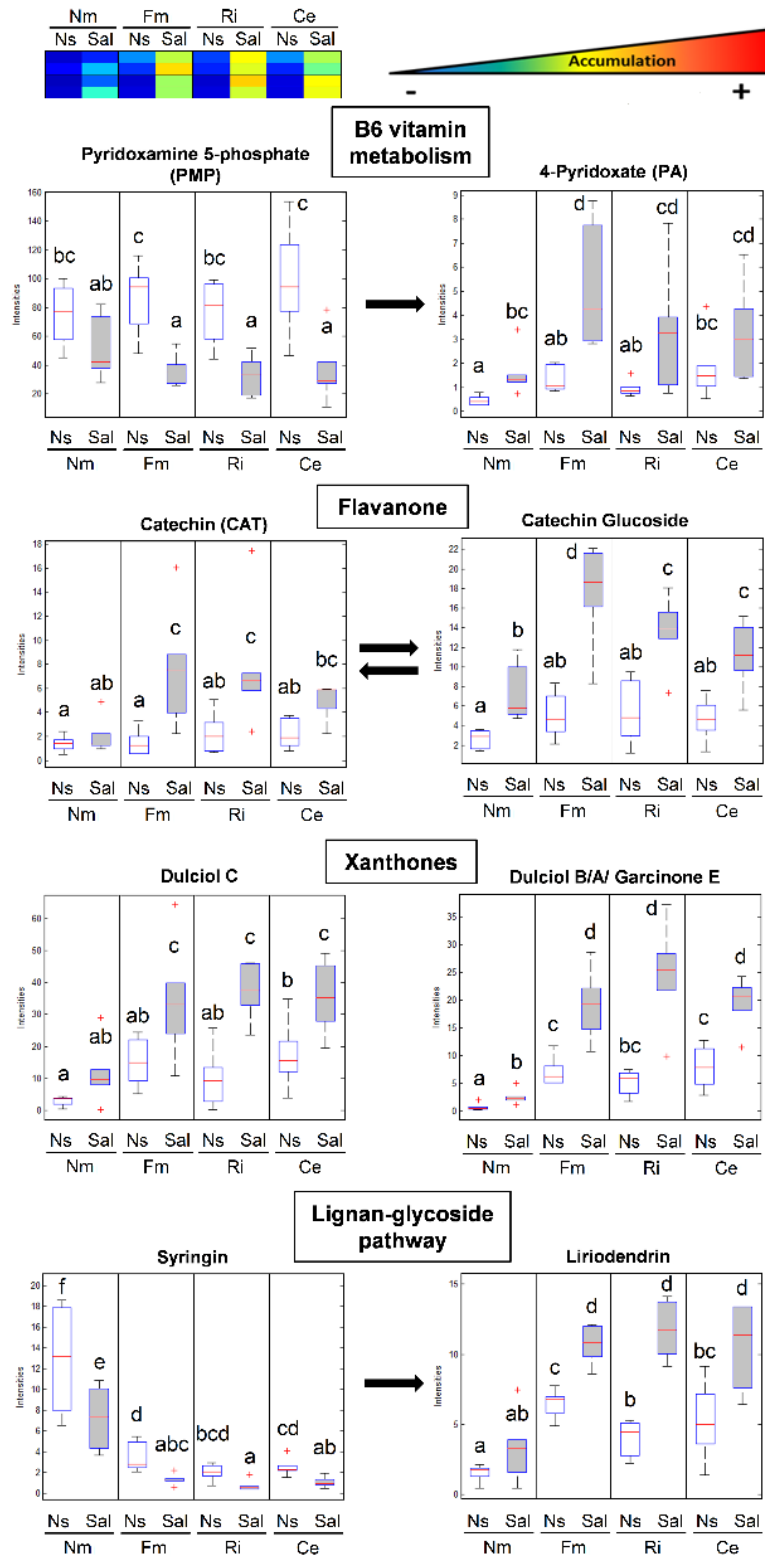 Nm Fm Ri Ce
Ns Sal Ns Sal Ns Sal Ns Sal
Accumulation
- +
B6 vitamin
metabolism
Pyridoxamine 5-phosphate
(PMP)
160
140
120
100
80
60
40
20
Intensities
bc ab c a bc a c a
Ns Sal Ns Sal Ns Sal Ns Sal
Nm Fm Ri Ce
4-Pyridoxate (PA)
9
8
7
6
5
4
3
2
1
0
Intensities
a bc ab d ab cd bc cd
Ns Sal Ns Sal Ns Sal Ns Sal
Nm Fm Ri Ce
Flavanone
Catechin (CAT)
18
16
14
12
10
8
6
4
2
0
Intensities
a ab a c ab c ab bc
Ns Sal Ns Sal Ns Sal Ns Sal
Nm Fm Ri Ce
Catechin Glucoside
22
20
18
16
14
12
10
8
6
4
2
Intensities
a b ab d ab c ab c
Ns Sal Ns Sal Ns Sal Ns Sal
Nm Fm Ri Ce
Xanthones
Dulciol C
60
50
40
30
20
10
0
Intensities
a ab ab c ab c b c
Ns Sal Ns Sal Ns Sal Ns Sal
Nm Fm Ri Ce
Dulciol B/A/ Garcinone E
35
30
25
20
15
10
5
0
Intensities
a b c d bc d c d
Ns Sal Ns Sal Ns Sal Ns Sal
Nm Fm Ri Ce
Lignan-glycoside
pathway
Syringin
20
18
16
14
12
10
8
6
4
2
0
Intensities
f e d abc bcd a cd ab
Ns Sal Ns Sal Ns Sal Ns Sal
Nm Fm Ri Ce
Liriodendrin
15
10
5
0
Intensities
a ab c d b d bc d
Ns Sal Ns Sal Ns Sal Ns Sal
Nm Fm Ri Ce